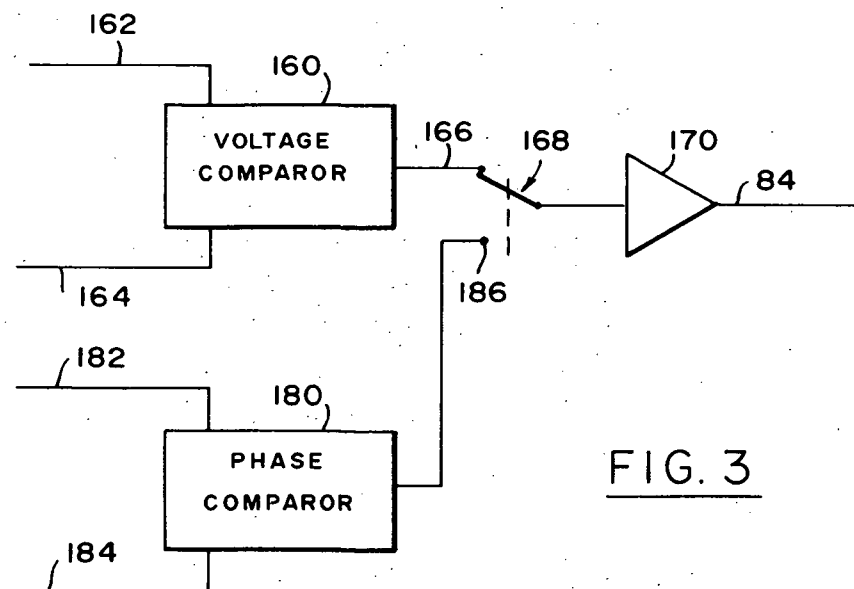 162
160
VOLTAGE
COMPAROR
166
168
170
84
164
186
182
180
PHASE
COMPAROR
FIG. 3
184